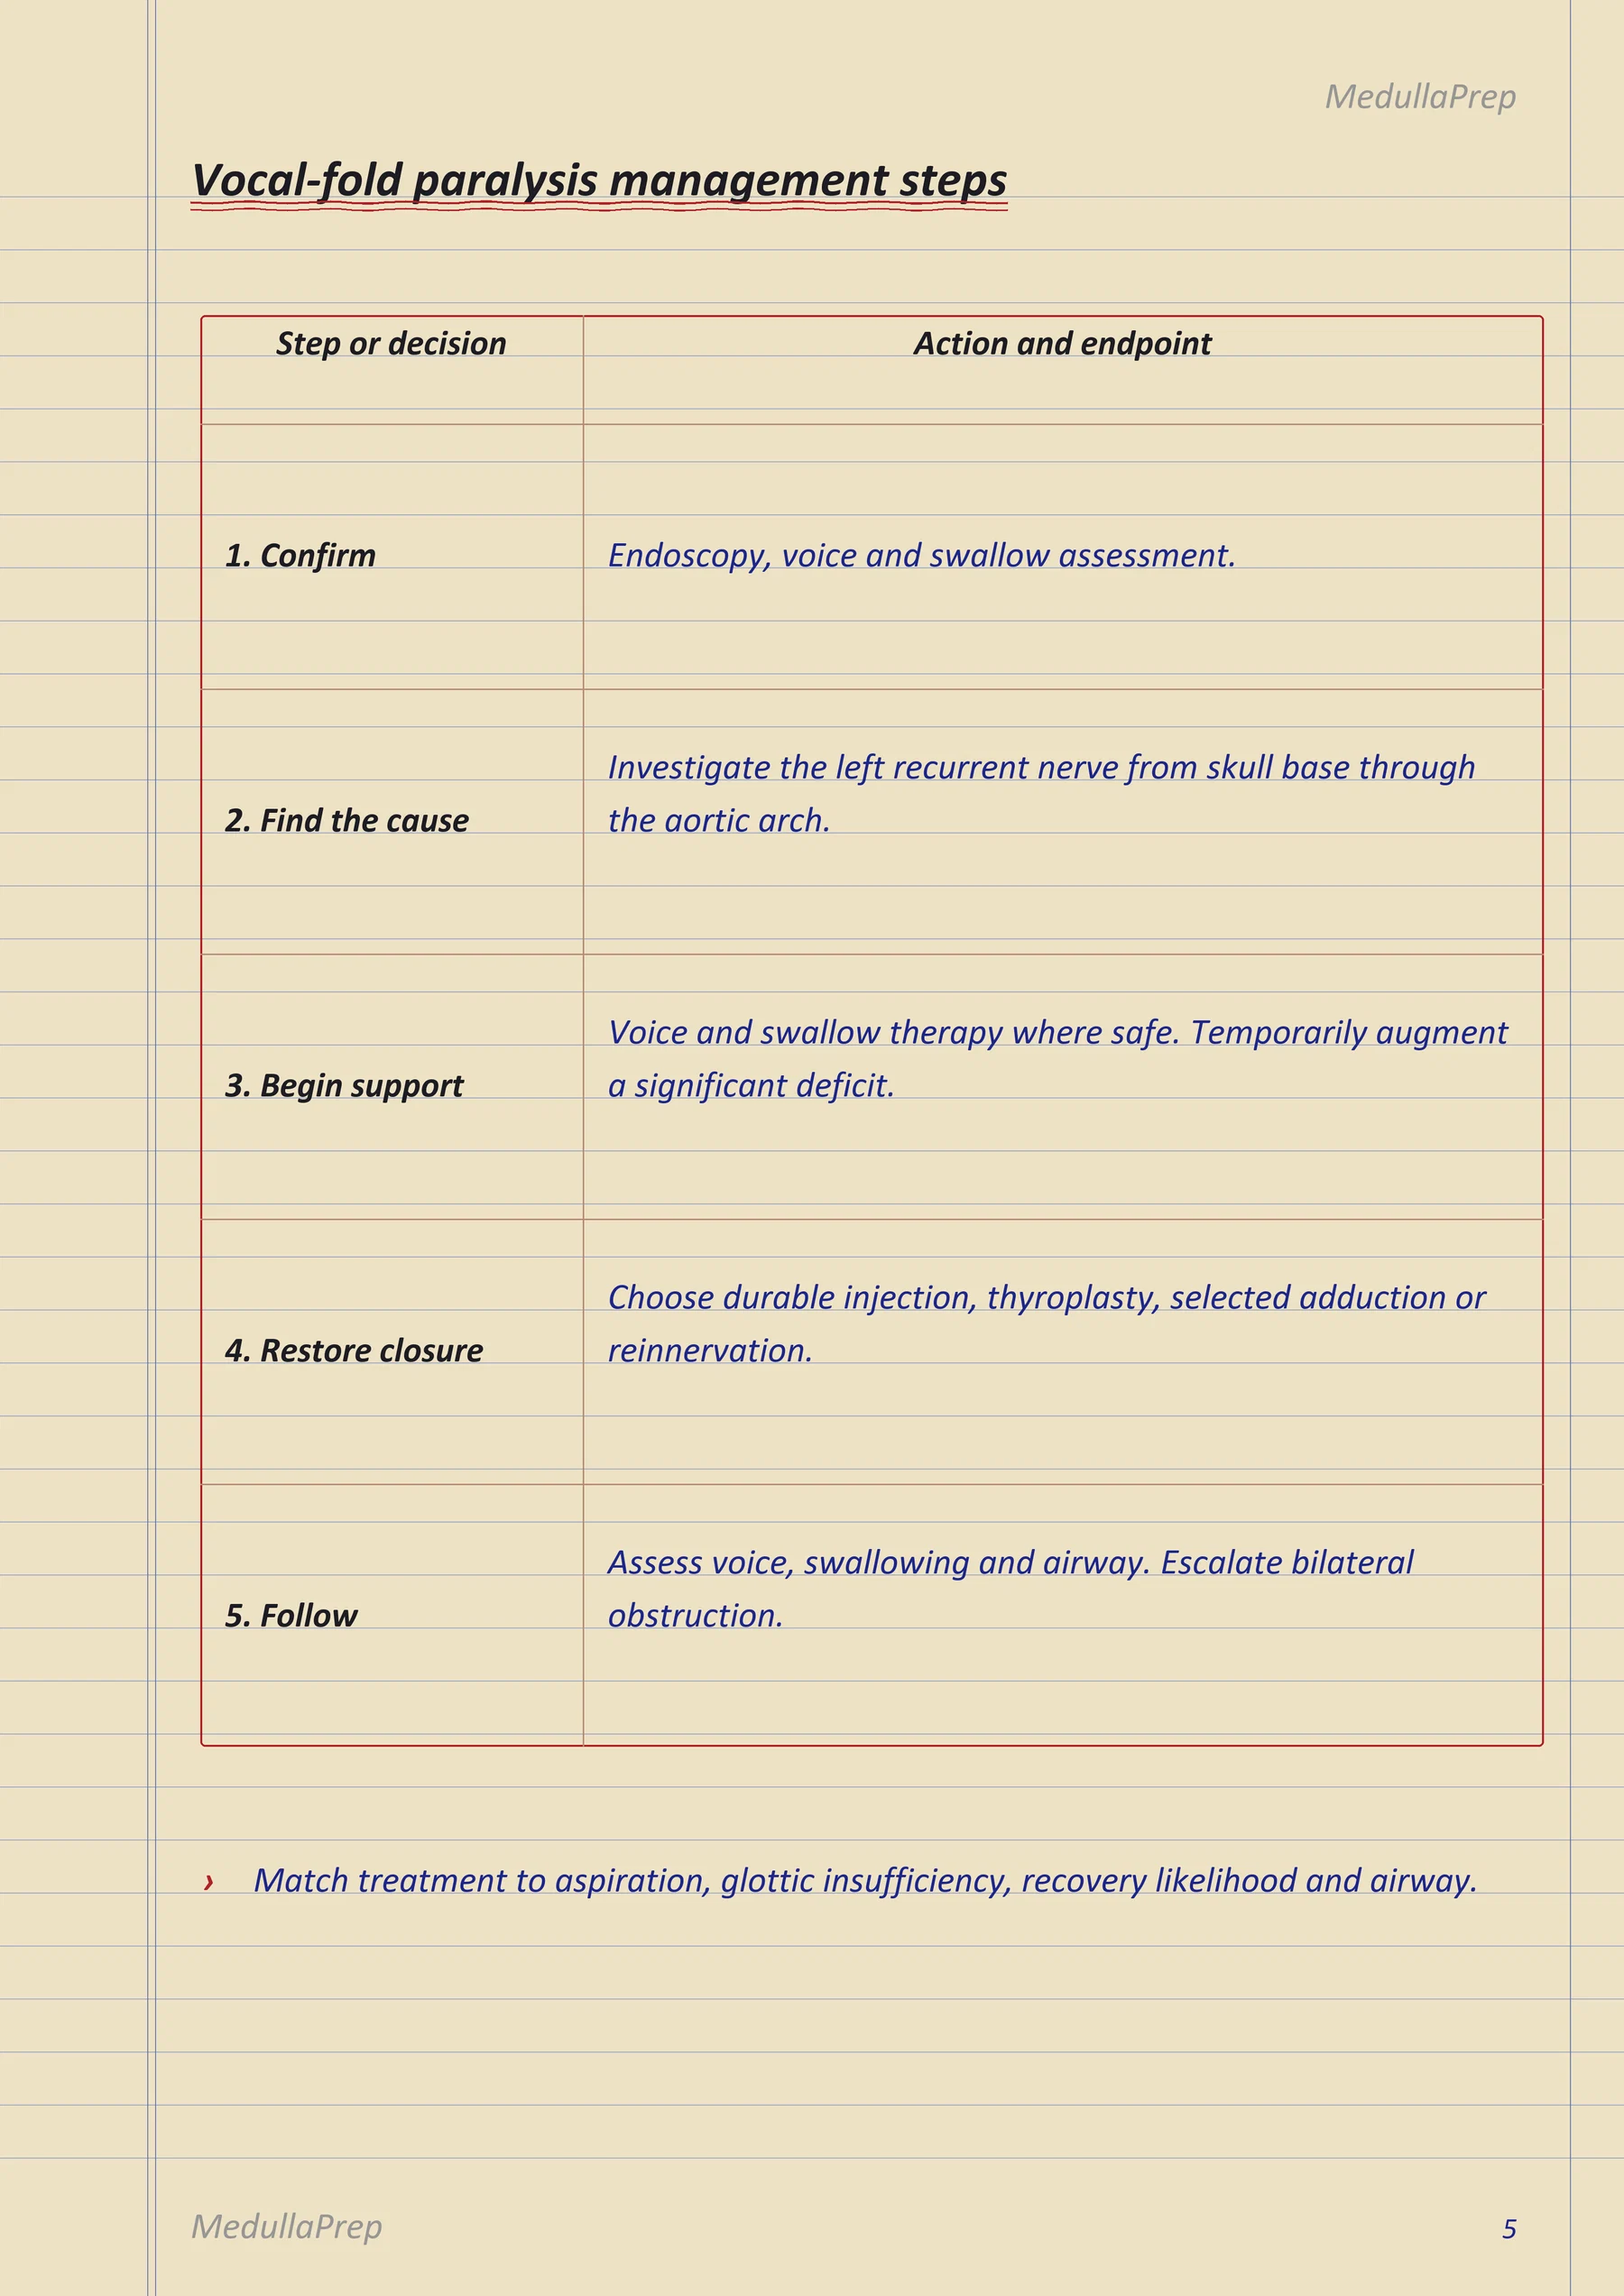 MedullaPrep
Vocal-fold paralysis management steps
Step or decision
Action and endpoint
1. Confirm
Endoscopy, voice and swallow assessment.
2. Find the cause
Investigate the left recurrent nerve from skull base through
the aortic arch.
3. Begin support
Voice and swallow therapy where safe. Temporarily augment
a significant deficit.
4. Restore closure
Choose durable injection, thyroplasty, selected adduction or
reinnervation.
5. Follow
Assess voice, swallowing and airway. Escalate bilateral
obstruction.
› Match treatment to aspiration, glottic insufficiency, recovery likelihood and airway.
MedullaPrep
5